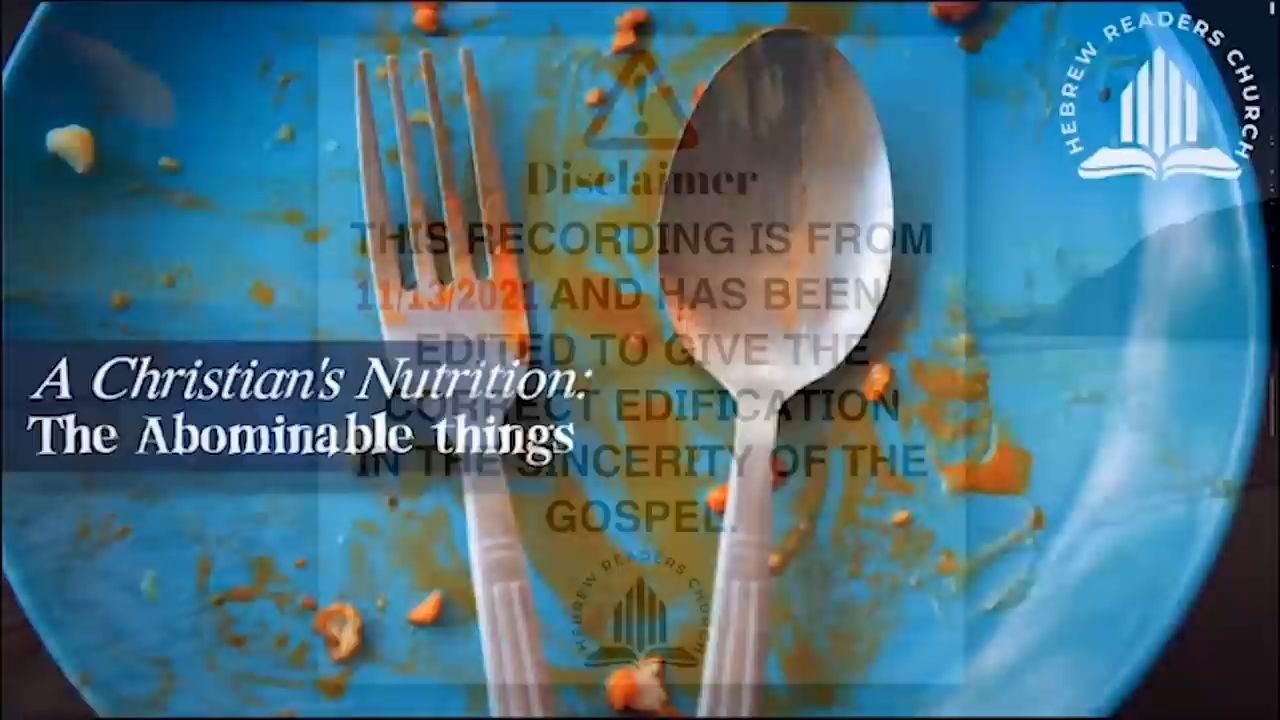 HEBREW READERS CHURCH
Disclaimer
THIS RECORDING IS FROM
11/13/2021 AND HAS BEEN
EDITED TO GIVE THE
CORRECT EDIFICATION
IN THE SINCERITY OF THE
GOSPEL.
A Christian's Nutrition:
The Abominable things
HEBREW READERS CHURCH